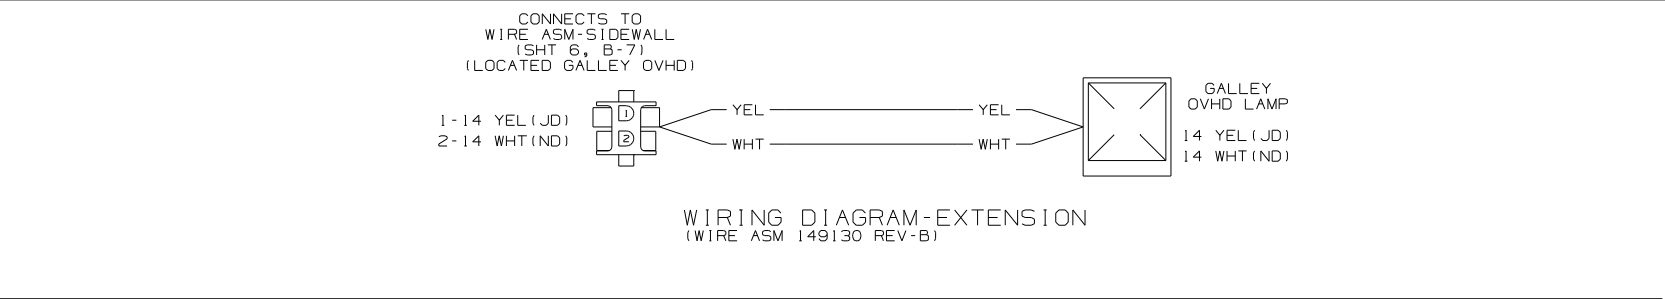 CONNECTS TO
WIRE ASM-SIDEWALL
(SHT 6, B-7)
(LOCATED GALLEY OVHD)
1-14 YEL(JD)
2-14 WHT(ND)
1
2
YEL
YEL
WHT
WHT
GALLEY
OVHD LAMP
14 YEL(JD)
14 WHT(ND)
WIRING DIAGRAM-EXTENSION
(WIRE ASM 149130 REV-B)